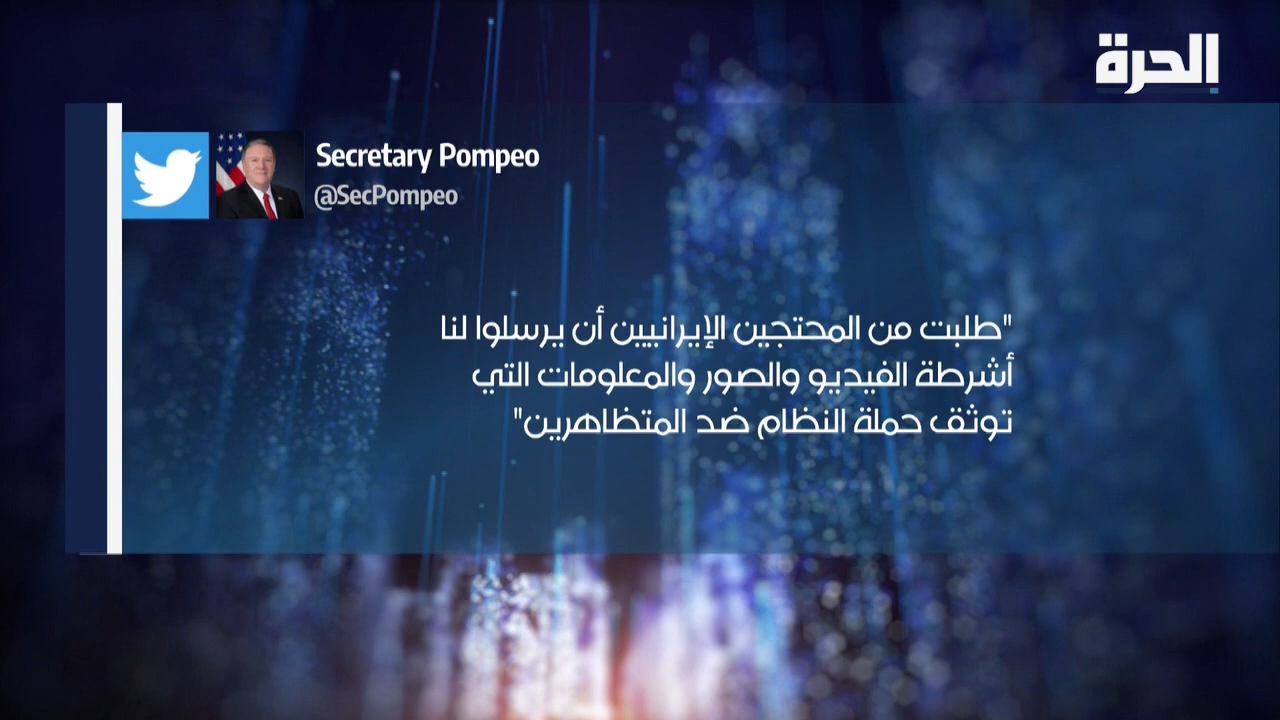 الحرة
Secretary Pompeo
@SecPompeo
"طلبت من المحتجين الإيرانيين أن يرسلوا لنا
أشرطة الفيديو والصور والمعلومات التي
توثق حملة النظام ضد المتظاهرين"